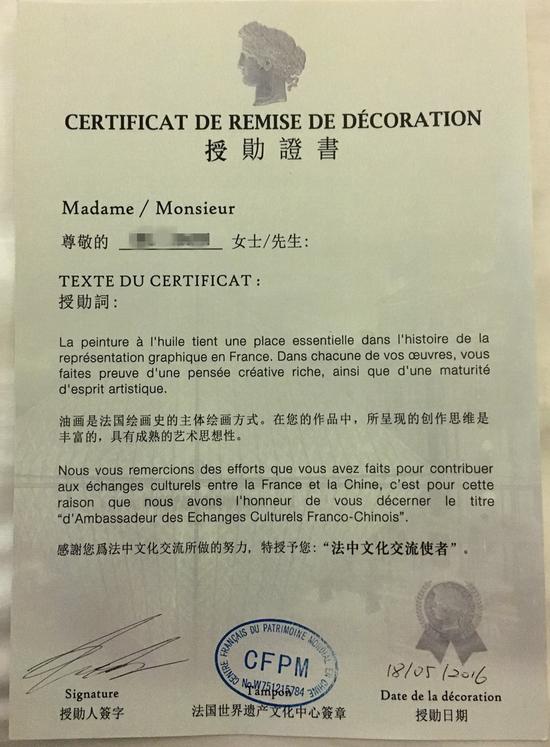 CERTIFICAT DE REMISE DE DÉCORATION
授勛證書
Madame / Monsieur
尊敬的 女士/先生:
TEXTE DU CERTIFICAT :
授勛詞:
La peinture à l'huile tient une place essentielle dans l'histoire de la
représentation graphique en France. Dans chacune de vos œuvres, vous
faites preuve d'une pensée créative riche, ainsi que d'une maturité
d'esprit artistique.
油画是法国绘画史的主体绘画方式。在您的作品中，所呈现的创作思维是
丰富的，具有成熟的艺术思想性。
Nous vous remercions des efforts que vous avez faits pour contribuer
aux échanges culturels entre la France et la Chine, c'est pour cette
raison que nous avons l'honneur de vous décerner le titre
“d'Ambassadeur des Echanges Culturels Franco-Chinois”.
感謝您爲法中文化交流所做的努力，特授予您:“法中文化交流使者”。
CENTRE FRANÇAIS DU PATRIMOINE MONDIAL EN CHINE
CFPM
No.W751215784
18/05/2016
Signature
Tampon
Date de la décoration
授勛人簽字
法国世界遗产文化中心簽章
授勛日期